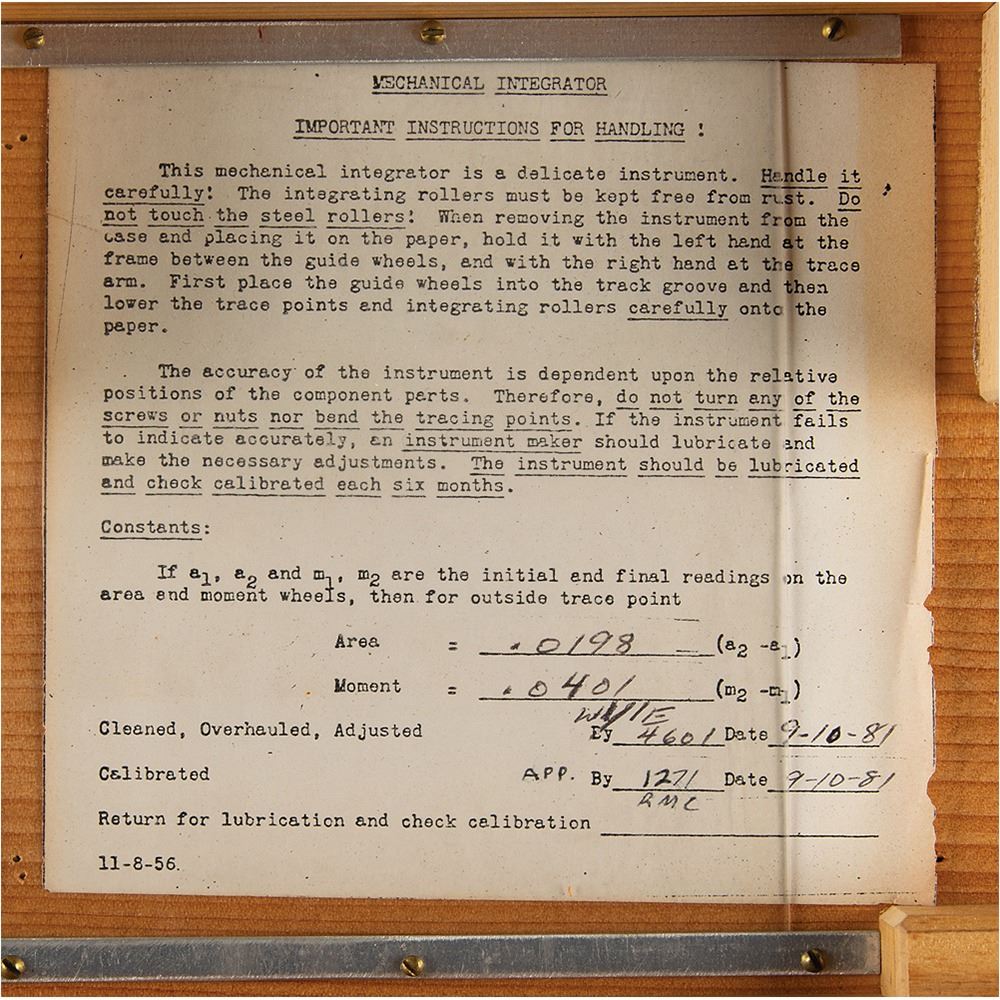 MECHANICAL INTEGRATOR
IMPORTANT INSTRUCTIONS FOR HANDLING !
This mechanical integrator is a delicate instrument. Handle it
carefully! The integrating rollers must be kept free from rust. Do
not touch the steel rollers! When removing the instrument from the
case and placing it on the paper, hold it with the left hand at the
frame between the guide wheels, and with the right hand at the trace
arm. First place the guide wheels into the track groove and then
lower the trace points and integrating rollers carefully onto the
paper.
The accuracy of the instrument is dependent upon the relative
positions of the component parts. Therefore, do not turn any of the
screws or nuts nor bend the tracing points. If the instrument fails
to indicate accurately, an instrument maker should lubricate and
make the necessary adjustments. The instrument should be lubricated
and check calibrated each six months.
Constants:
If a1, a2 and m1, m2 are the initial and final readings on the
area and moment wheels, then for outside trace point
Area = .0198 (a2 -a1)
Moment = .0401 (m2 -m1)
WYLIE
Cleaned, Overhauled, Adjusted By 4601 Date 9-10-81
Calibrated APP. By 1271 Date 9-10-81
RMC
Return for lubrication and check calibration
11-8-56.